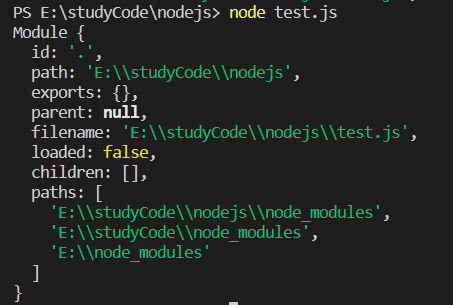 PS E:\studyCode\nodejs> node test.js
Module {
  id: '.',
  path: 'E:\\studyCode\\nodejs',
  exports: {},
  parent: null,
  filename: 'E:\\studyCode\\nodejs\\test.js',
  loaded: false,
  children: [],
  paths: [
    'E:\\studyCode\\nodejs\\node_modules',
    'E:\\studyCode\\node_modules',
    'E:\\node_modules'
  ]
}